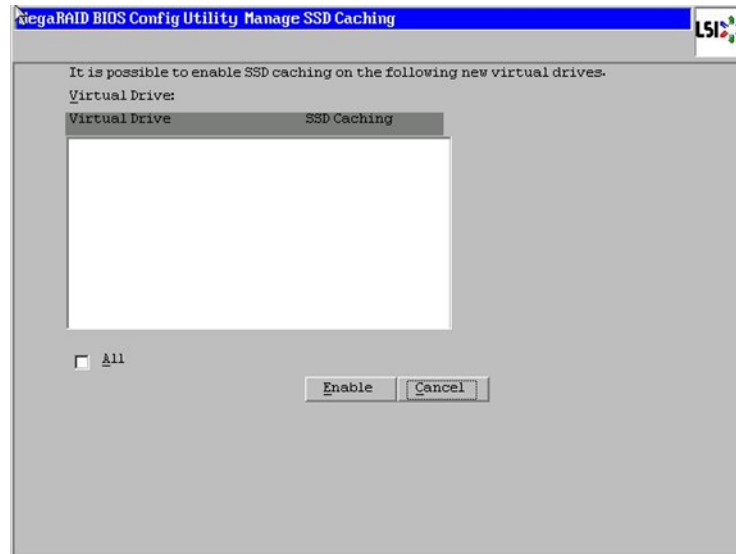 MegaRAID BIOS Config Utility Manage SSD Caching
LSI
It is possible to enable SSD caching on the following new virtual drives.
Virtual Drive:
Virtual Drive SSD Caching
All
Enable Cancel